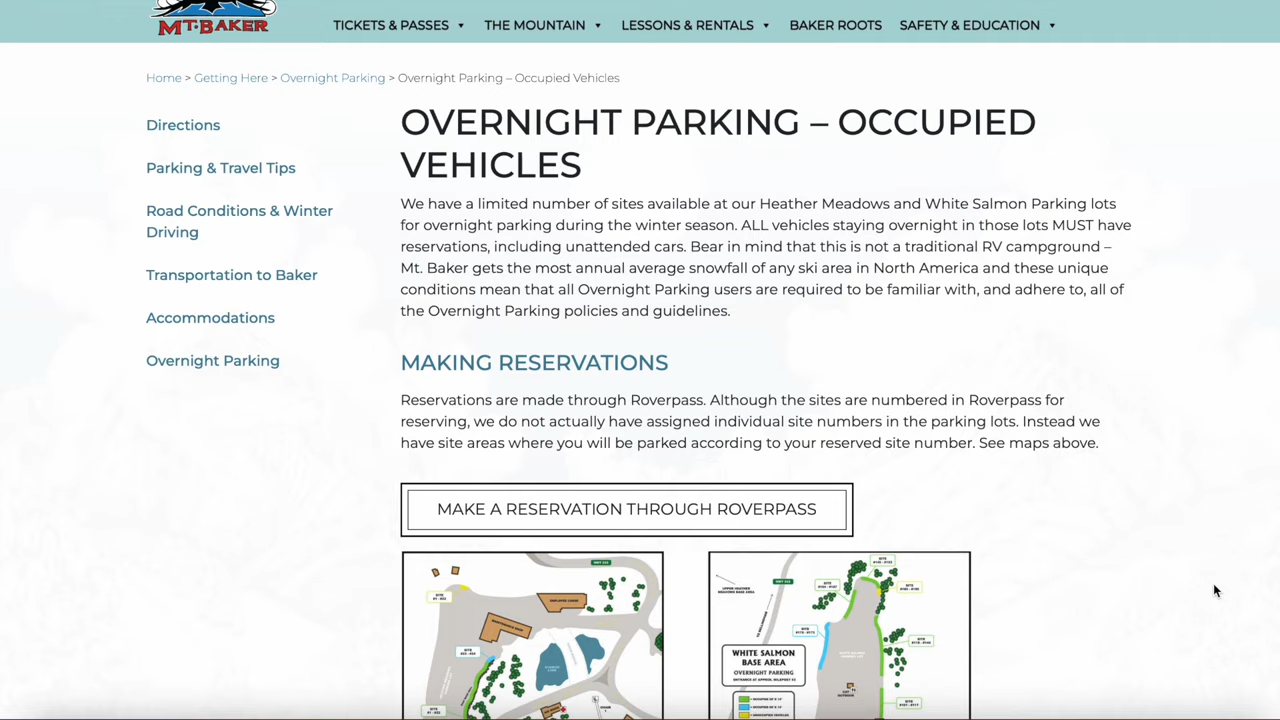 MT·BAKER
TICKETS & PASSES
THE MOUNTAIN
LESSONS & RENTALS
BAKER ROOTS
SAFETY & EDUCATION
Home > Getting Here > Overnight Parking > Overnight Parking – Occupied Vehicles
Directions
Parking & Travel Tips
Road Conditions & Winter
Driving
Transportation to Baker
Accommodations
Overnight Parking
OVERNIGHT PARKING – OCCUPIED
VEHICLES
We have a limited number of sites available at our Heather Meadows and White Salmon Parking lots
for overnight parking during the winter season. ALL vehicles staying overnight in those lots MUST have
reservations, including unattended cars. Bear in mind that this is not a traditional RV campground –
Mt. Baker gets the most annual average snowfall of any ski area in North America and these unique
conditions mean that all Overnight Parking users are required to be familiar with, and adhere to, all of
the Overnight Parking policies and guidelines.
MAKING RESERVATIONS
Reservations are made through Roverpass. Although the sites are numbered in Roverpass for
reserving, we do not actually have assigned individual site numbers in the parking lots. Instead we
have site areas where you will be parked according to your reserved site number. See maps above.
MAKE A RESERVATION THROUGH ROVERPASS
WHITE SALMON
BASE AREA
OVERNIGHT PARKING